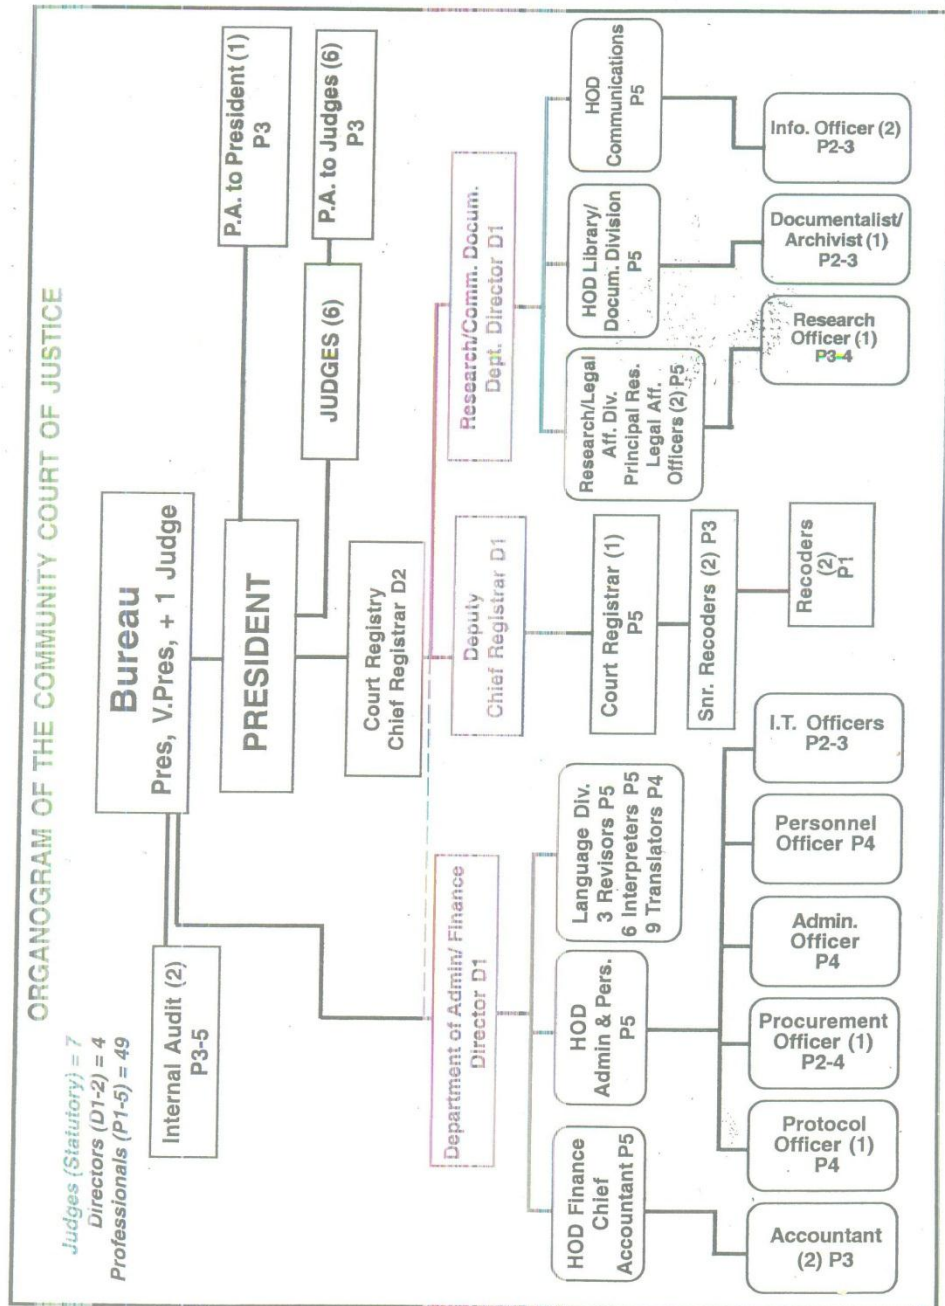 ORGANOGRAM OF THE COMMUNITY COURT OF JUSTICE
Judges (Statutory) = 7
Directors (D1-2) = 4
Professionals (P1-5) = 49
Bureau
Pres, V.Pres, + 1 Judge
Internal Audit (2)
P3-5
PRESIDENT
P.A. to President (1)
P3
JUDGES (6)
P.A. to Judges (6)
P3
Court Registry
Chief Registrar D2
Department of Admin/ Finance
Director D1
Deputy
Chief Registrar D1
Research/Comm. Docum.
Dept. Director D1
HOD Finance
Chief
Accountant P5
HOD
Admin & Pers.
P5
Language Div.
3 Revisors P5
6 Interpreters P5
9 Translators P4
Court Registrar (1)
P5
Research/Legal
Aff. Div.
Principal Res.
Legal Aff.
Officers (2) P5
HOD Library/
Docum. Division
P5
HOD
Communications
P5
Snr. Recoders (2) P3
Accountant
(2) P3
Protocol
Officer (1)
P4
Procurement
Officer (1)
P2-4
Admin.
Officer
P4
Personnel
Officer P4
I.T. Officers
P2-3
Recoders
(2)
P1
Research
Officer (1)
P3-4
Documentalist/
Archivist (1)
P2-3
Info. Officer (2)
P2-3